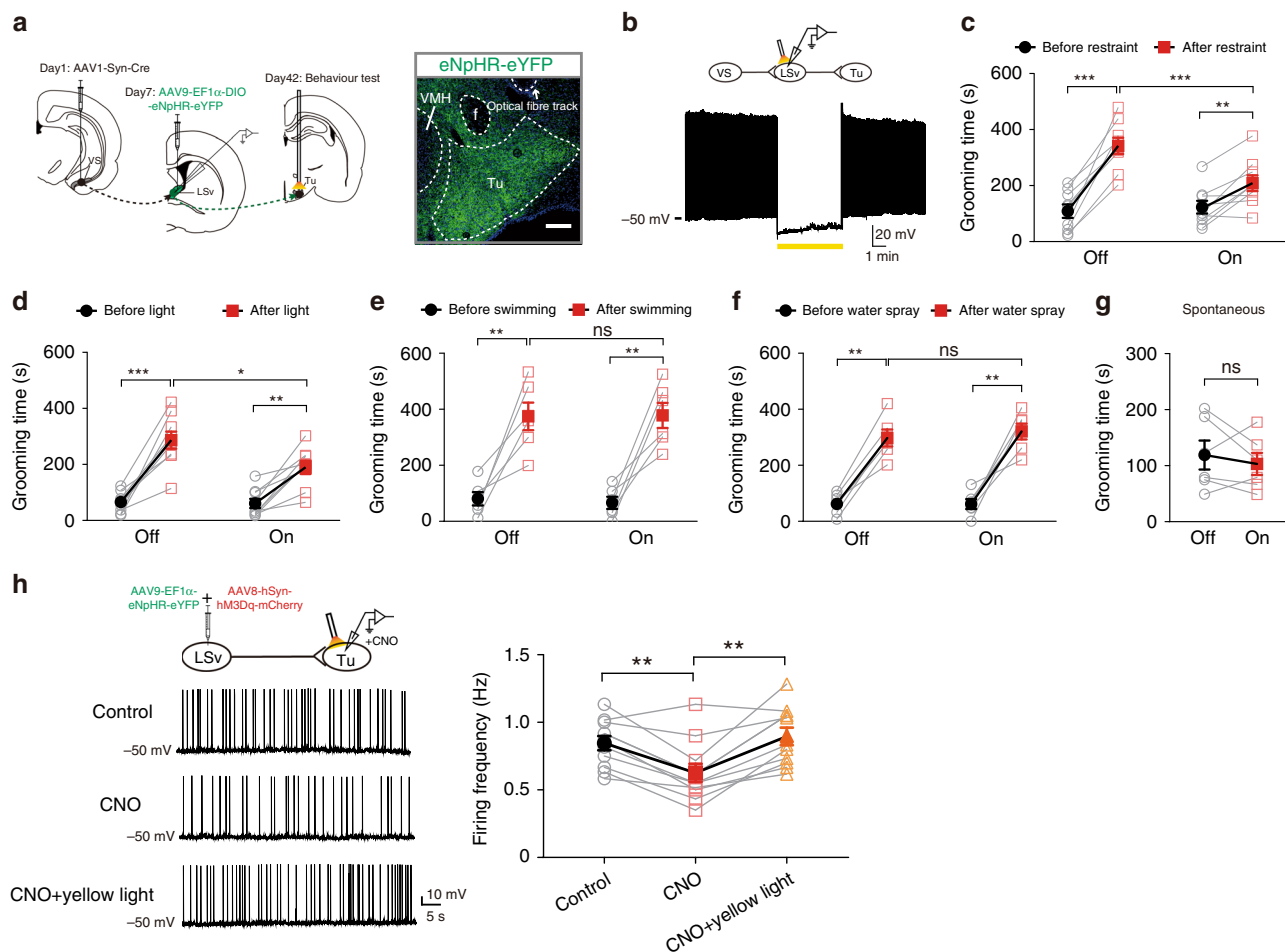 a
Day1: AAV1-Syn-Cre
Day7: AAV9-EF1α-DIO
-eNpHR-eYFP
Day42: Behaviour test
VS
LSv
Tu
eNpHR-eYFP
VMH
f
Optical fibre track
Tu
b
VS
LSv
Tu
−50 mV
20 mV
1 min
c
Before restraint
After restraint
***
***
**
Grooming time (s)
600
400
200
0
Off
On
d
Before light
After light
***
*
**
Grooming time (s)
600
400
200
0
Off
On
e
Before swimming
After swimming
**
ns
**
Grooming time (s)
600
400
200
0
Off
On
f
Before water spray
After water spray
**
ns
**
Grooming time (s)
600
400
200
0
Off
On
g
Spontaneous
ns
Grooming time (s)
300
200
100
0
Off
On
h
AAV9-EF1α-
eNpHR-eYFP
+
AAV8-hSyn-
hM3Dq-mCherry
LSv
Tu
+CNO
Control
−50 mV
CNO
−50 mV
CNO+yellow light
−50 mV
10 mV
5 s
**
**
Firing frequency (Hz)
1.5
1.0
0.5
0
Control
CNO
CNO+yellow light